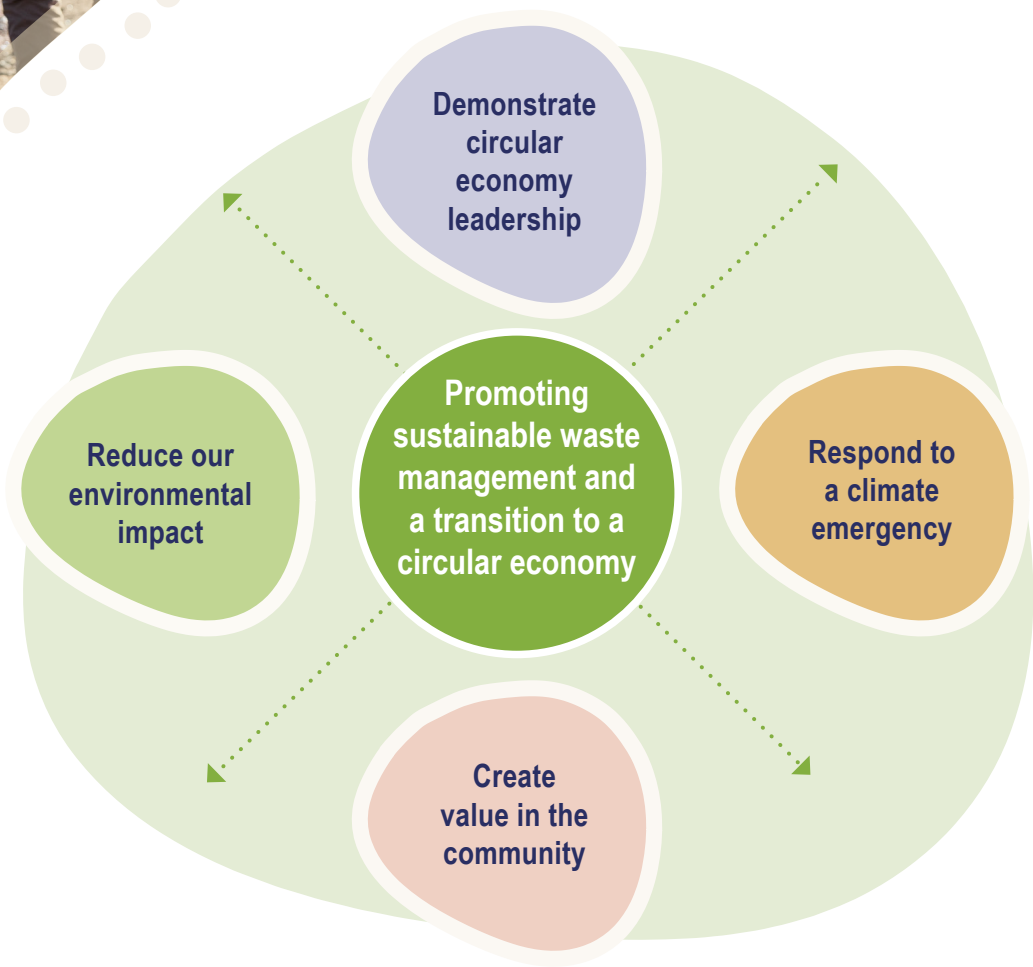 Demonstrate
circular
economy
leadership
Promoting
sustainable waste
management and
a transition to a
circular economy
Reduce our
environmental
impact
Respond to
a climate
emergency
Create
value in the
community